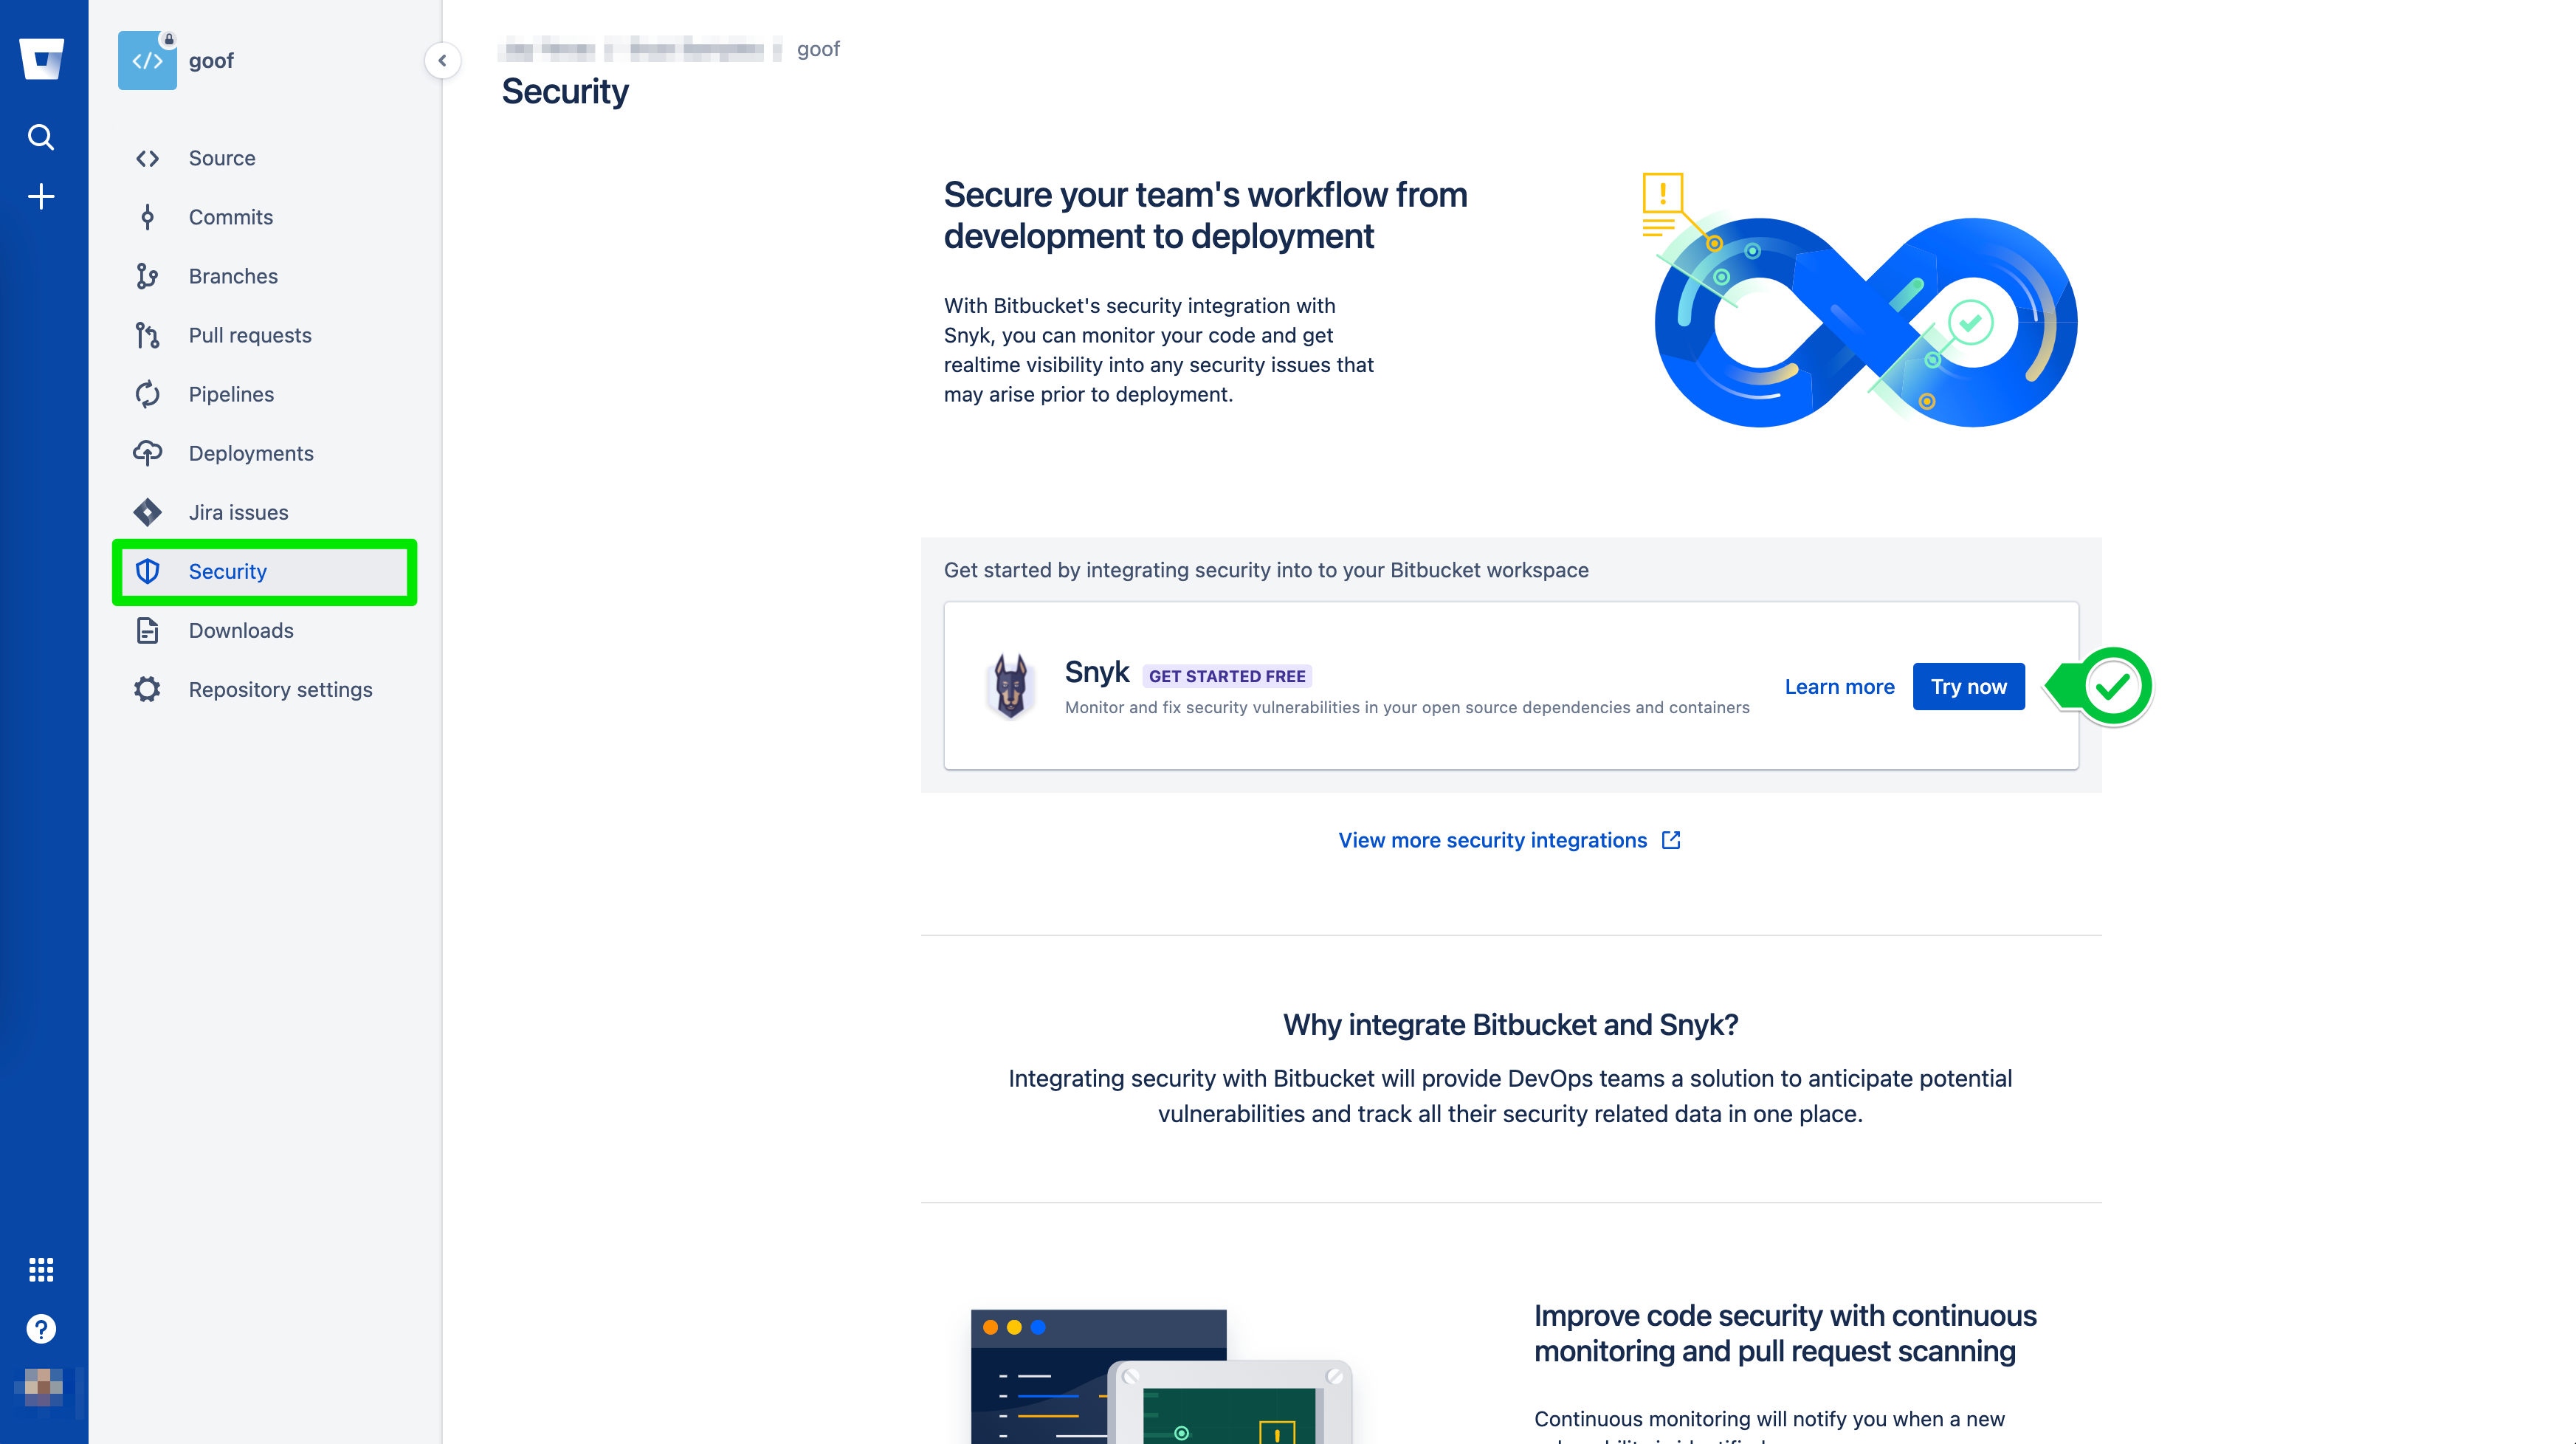 goof
Source
Commits
Branches
Pull requests
Pipelines
Deployments
Jira issues
Security
Downloads
Repository settings
goof
Security
Secure your team's workflow from
development to deployment
With Bitbucket's security integration with
Snyk, you can monitor your code and get
realtime visibility into any security issues that
may arise prior to deployment.
Get started by integrating security into to your Bitbucket workspace
Snyk GET STARTED FREE
Monitor and fix security vulnerabilities in your open source dependencies and containers
Learn more Try now
View more security integrations
Why integrate Bitbucket and Snyk?
Integrating security with Bitbucket will provide DevOps teams a solution to anticipate potential
vulnerabilities and track all their security related data in one place.
Improve code security with continuous
monitoring and pull request scanning
Continuous monitoring will notify you when a new